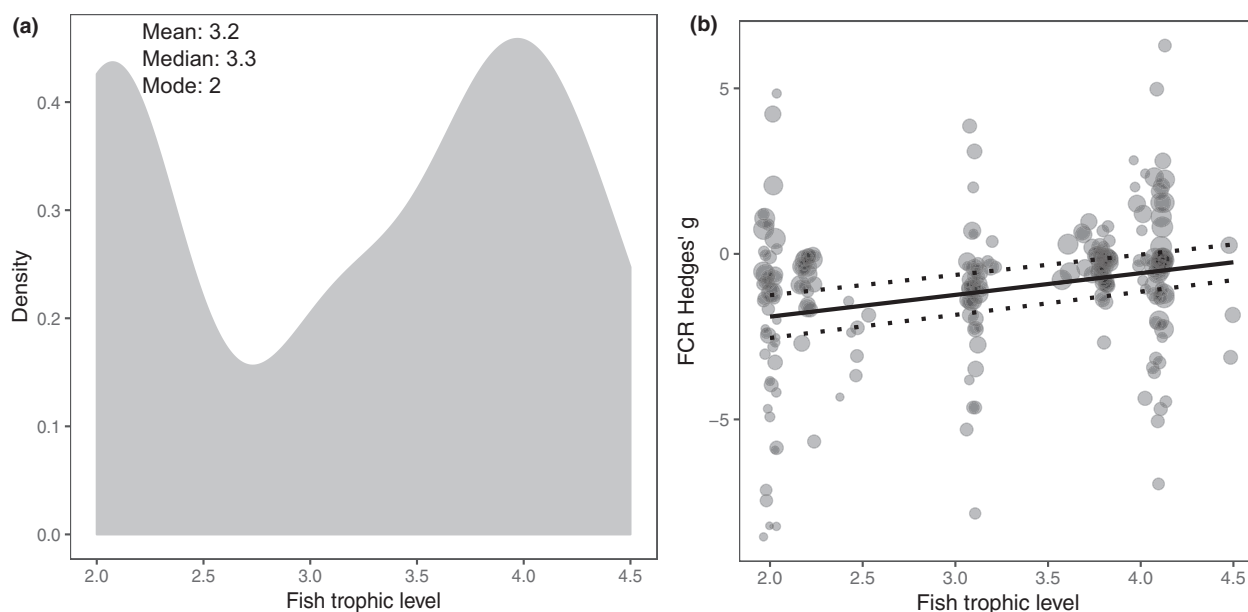 (a)
Mean: 3.2
Median: 3.3
Mode: 2
Density
0.4
0.3
0.2
0.1
0.0
2.0 2.5 3.0 3.5 4.0 4.5
Fish trophic level
(b)
FCR Hedges' g
5
0
−5
2.0 2.5 3.0 3.5 4.0 4.5
Fish trophic level